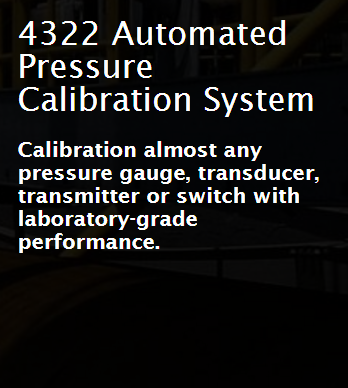 4322 Automated
Pressure
Calibration System
Calibration almost any
pressure gauge, transducer,
transmitter or switch with
laboratory-grade
performance.